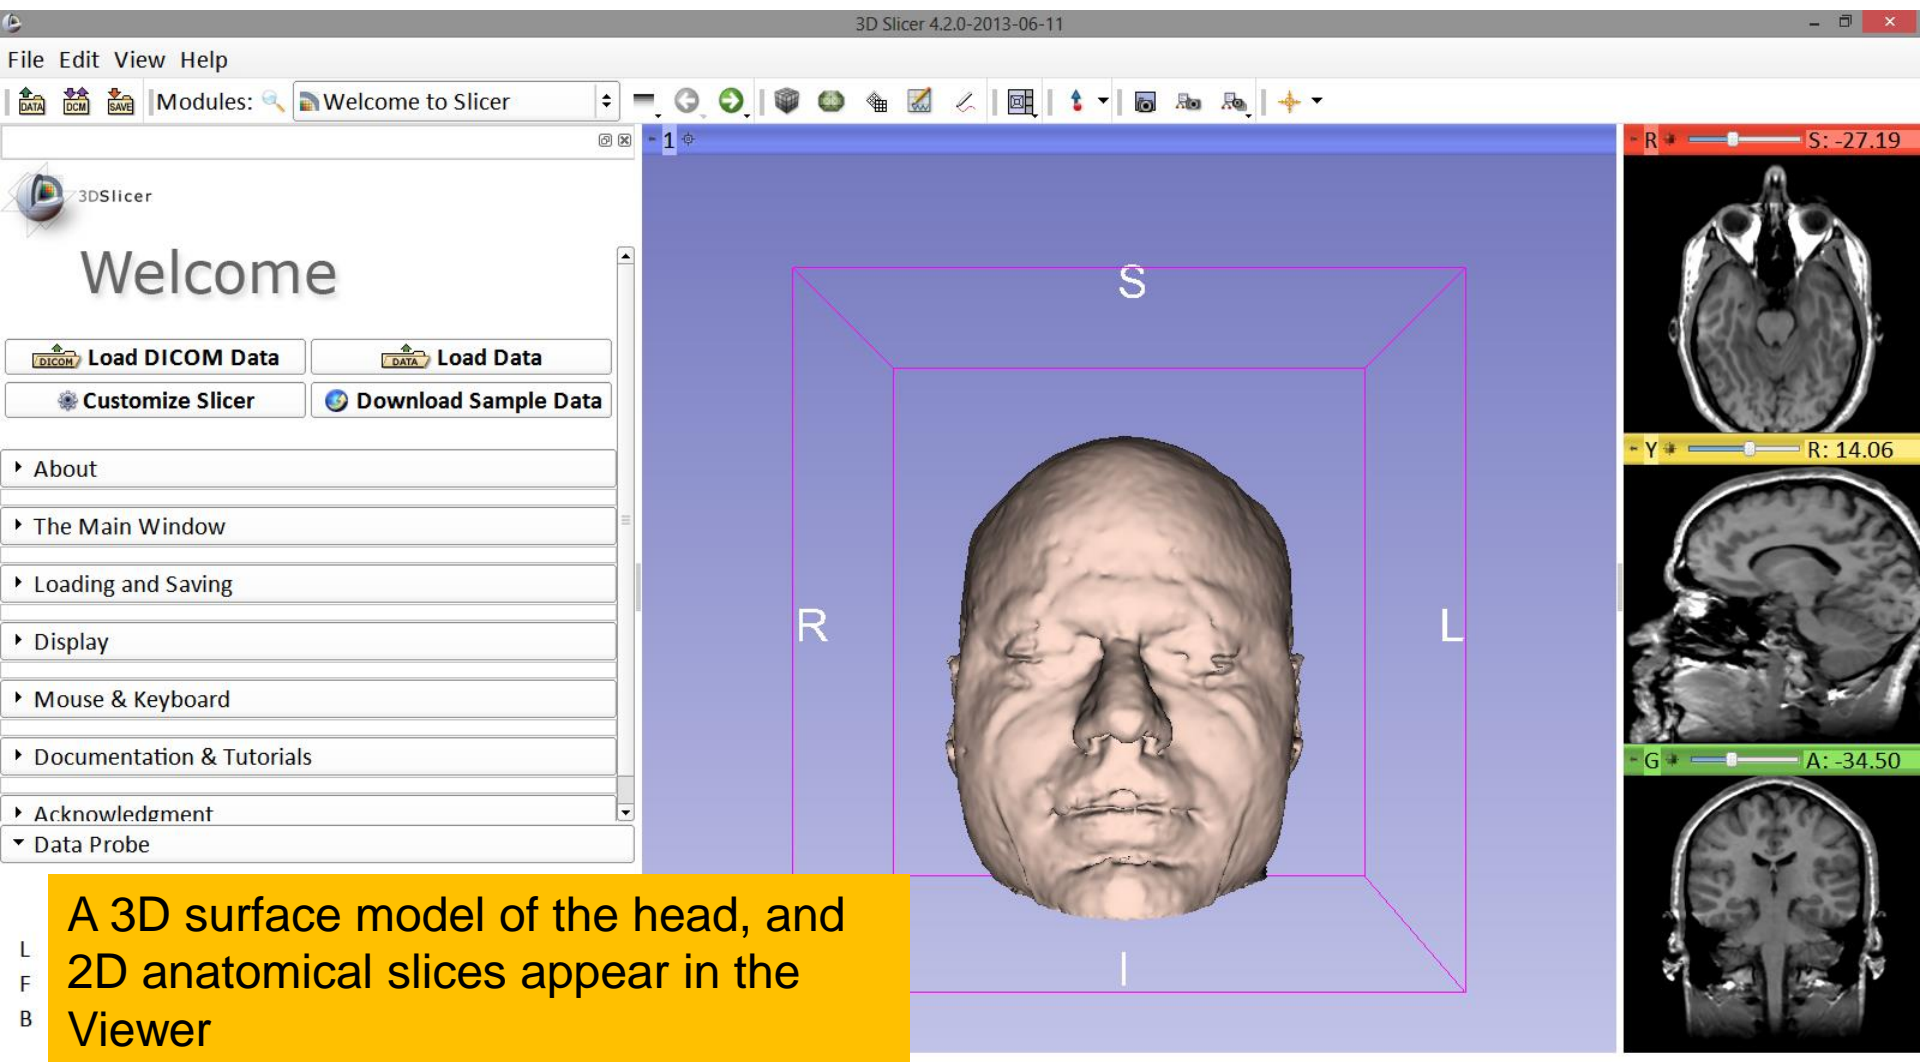 3D Slicer 4.2.0-2013-06-11
File Edit View Help
DATA DCM SAVE Modules: Welcome to Slicer
1
R S: -27.19
3DSlicer
Welcome
DICOM Load DICOM Data DATA Load Data
Customize Slicer Download Sample Data
About
The Main Window
Loading and Saving
Display
Mouse & Keyboard
Documentation & Tutorials
Acknowledgment
Data Probe
L
F
B
A 3D surface model of the head, and
2D anatomical slices appear in the
Viewer
S
R L
I
Y R: 14.06
G A: -34.50